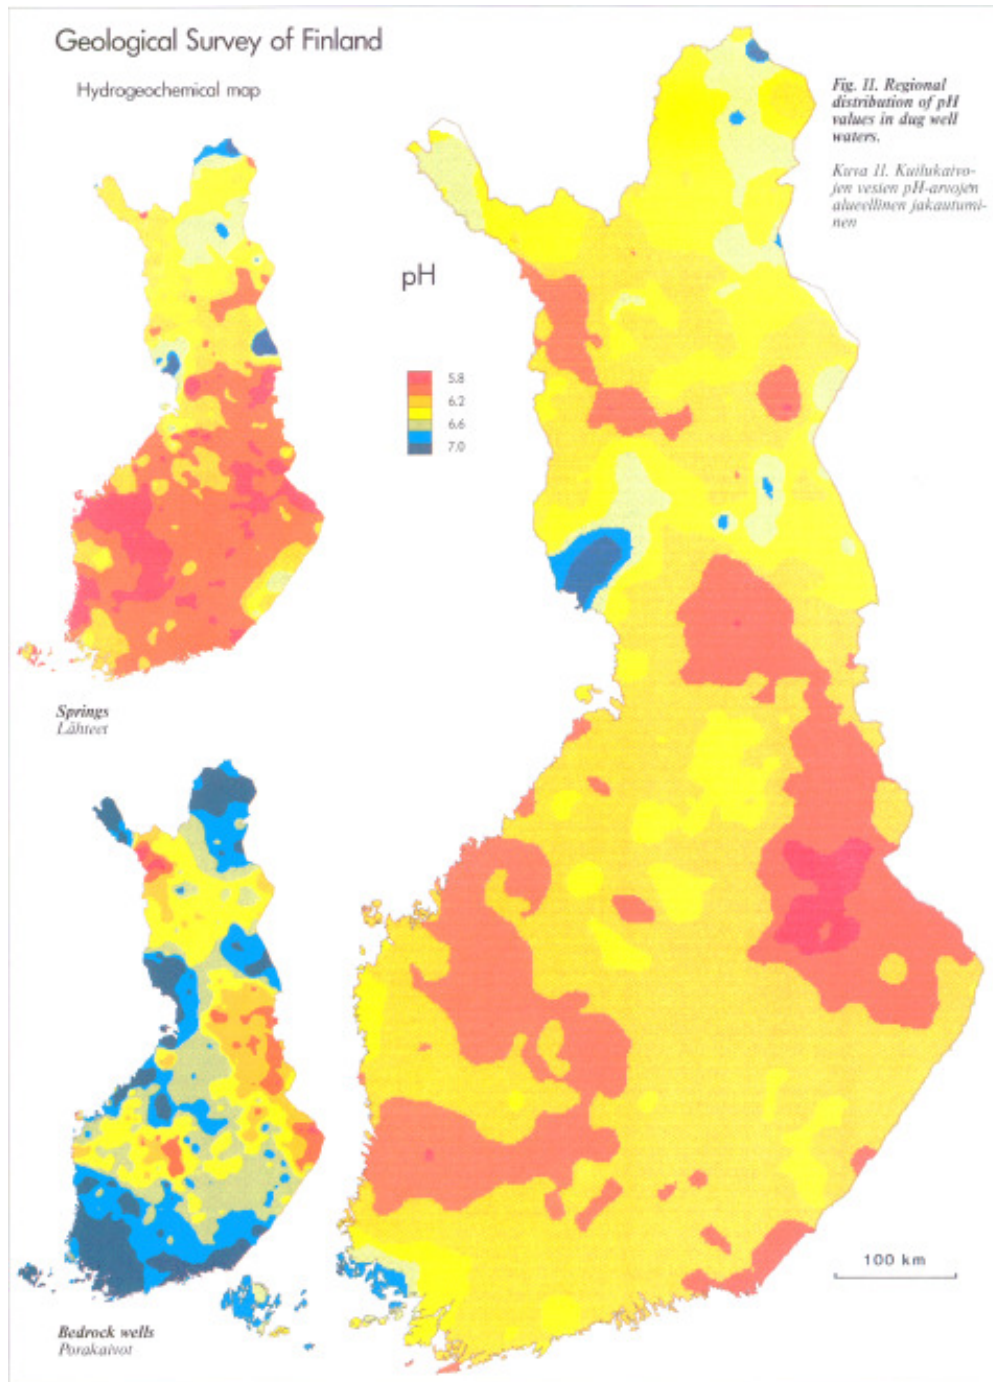 Geological Survey of Finland
Hydrogeochemical map
Fig. 11. Regional
distribution of pH
values in dug well
waters.
Kuva 11. Kuilukaivo-
jen vesien pH-arvojen
alueellinen jakautumi-
nen
pH
5.8
6.2
6.6
7.0
Springs
Lähteet
100 km
Bedrock wells
Porakaivot